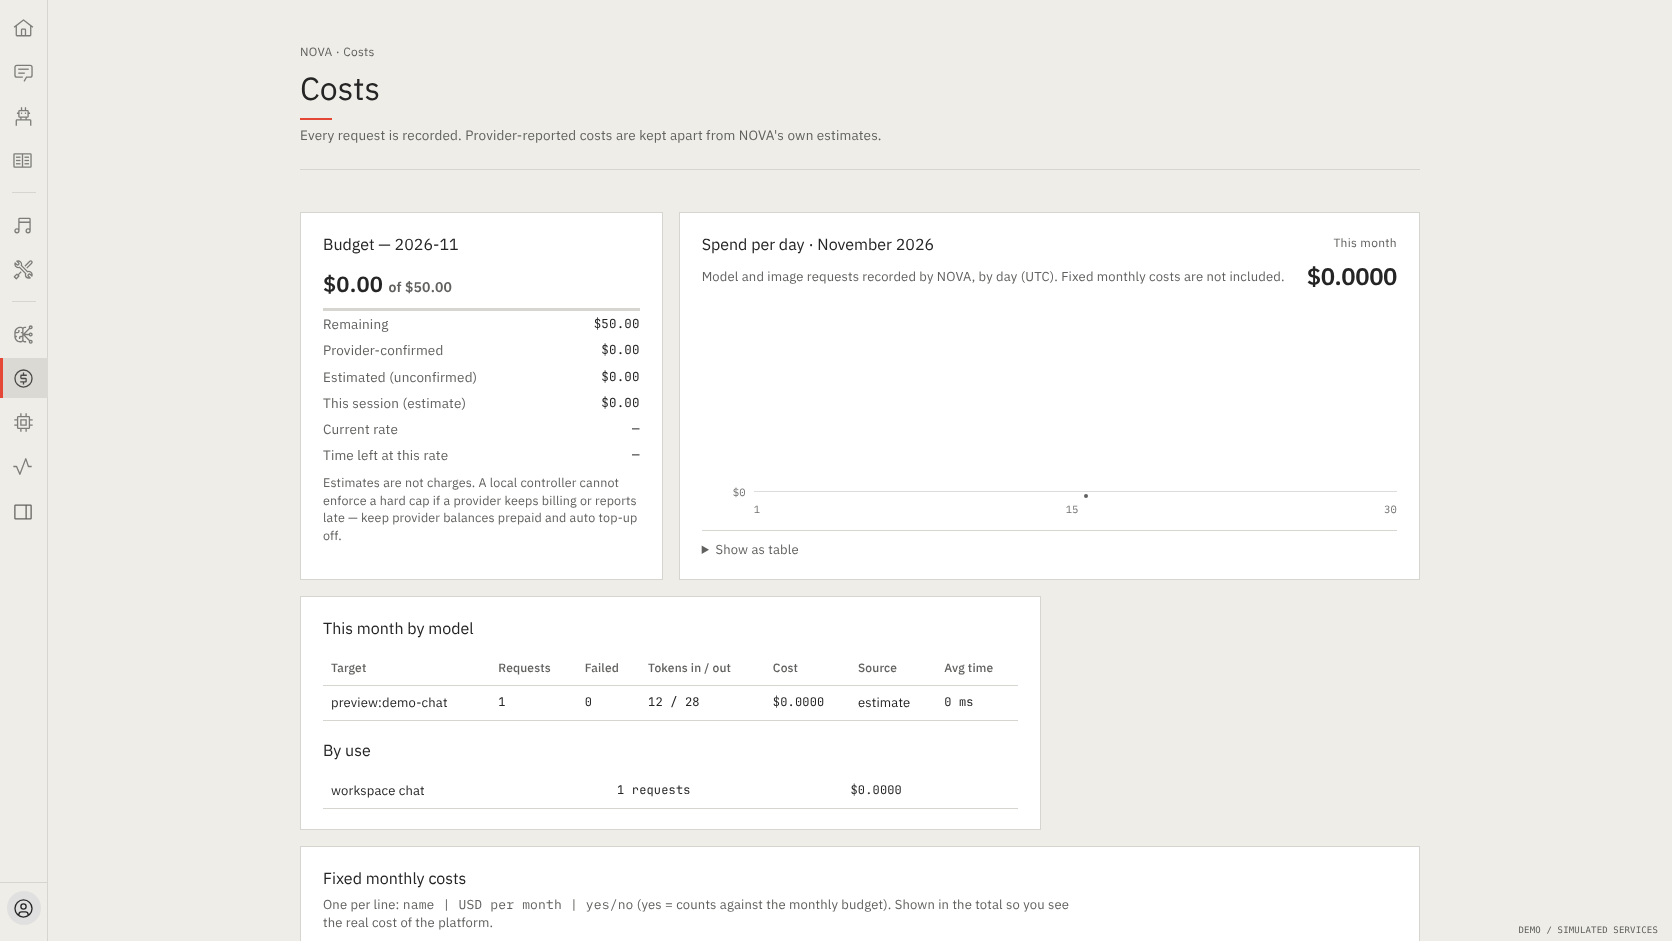 NOVA · Costs
Costs
Every request is recorded. Provider-reported costs are kept apart from NOVA's own estimates.
Budget — 2026-11
$0.00 of $50.00
Remaining $50.00
Provider-confirmed $0.00
Estimated (unconfirmed) $0.00
This session (estimate) $0.00
Current rate —
Time left at this rate —
Estimates are not charges. A local controller cannot
enforce a hard cap if a provider keeps billing or reports
late — keep provider balances prepaid and auto top-up
off.
Spend per day · November 2026
This month
Model and image requests recorded by NOVA, by day (UTC). Fixed monthly costs are not included.
$0.0000
$0
1 15 30
Show as table
This month by model
Target Requests Failed Tokens in / out Cost Source Avg time
preview:demo-chat 1 0 12 / 28 $0.0000 estimate 0 ms
By use
workspace chat 1 requests $0.0000
Fixed monthly costs
One per line: name | USD per month | yes/no (yes = counts against the monthly budget). Shown in the total so you see
the real cost of the platform.
DEMO / SIMULATED SERVICES